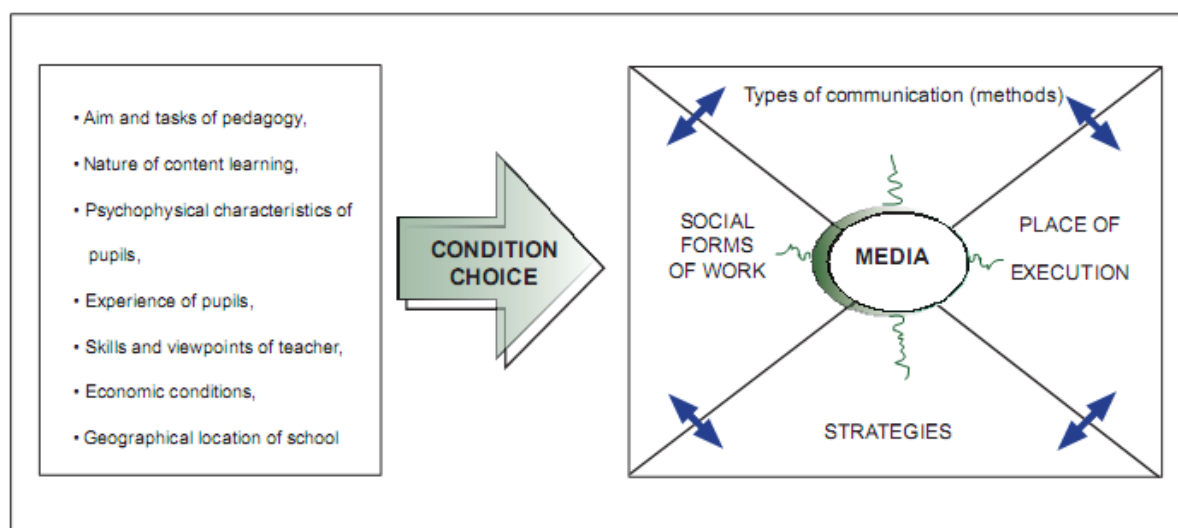 • Aim and tasks of pedagogy,
• Nature of content learning,
• Psychophysical characteristics of
pupils,
• Experience of pupils,
• Skills and viewpoints of teacher,
• Economic conditions,
• Geographical location of school
CONDITION
CHOICE
Types of communication (methods)
SOCIAL
FORMS
OF WORK
MEDIA
PLACE OF
EXECUTION
STRATEGIES